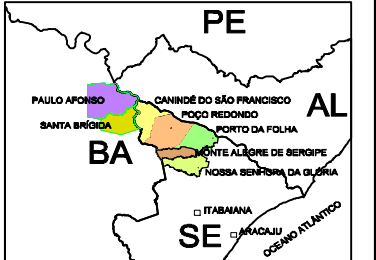 PE
PAULO AFONSO
CANINDÉ DO SÃO FRANCISCO
AL
POÇO REDONDO
SANTA BRÍGIDA
PORTO DA FOLHA
BA
MONTE ALEGRE DE SERGIPE
NOSSA SENHORA DA GLÓRIA
ITABAIANA
SE
ARACAJU
OCEANO ATLÂNTICO